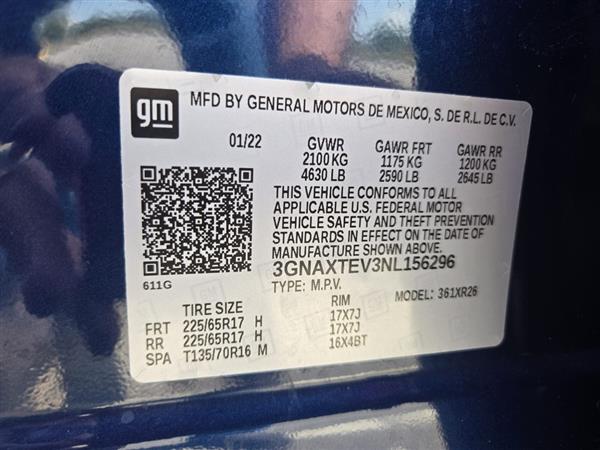 gm
MFD BY GENERAL MOTORS DE MEXICO, S. DE R.L. DE C.V.
01/22 GVWR GAWR FRT GAWR RR
2100 KG 1175 KG 1200 KG
4630 LB 2590 LB 2645 LB
THIS VEHICLE CONFORMS TO ALL
APPLICABLE U.S. FEDERAL MOTOR
VEHICLE SAFETY AND THEFT PREVENTION
STANDARDS IN EFFECT ON THE DATE OF
MANUFACTURE SHOWN ABOVE.
3GNAXTEV3NL156296
611G
TYPE: M.P.V. MODEL: 361XR26
TIRE SIZE RIM
FRT 225/65R17 H 17X7J
RR 225/65R17 H 17X7J
SPA T135/70R16 M 16X4BT